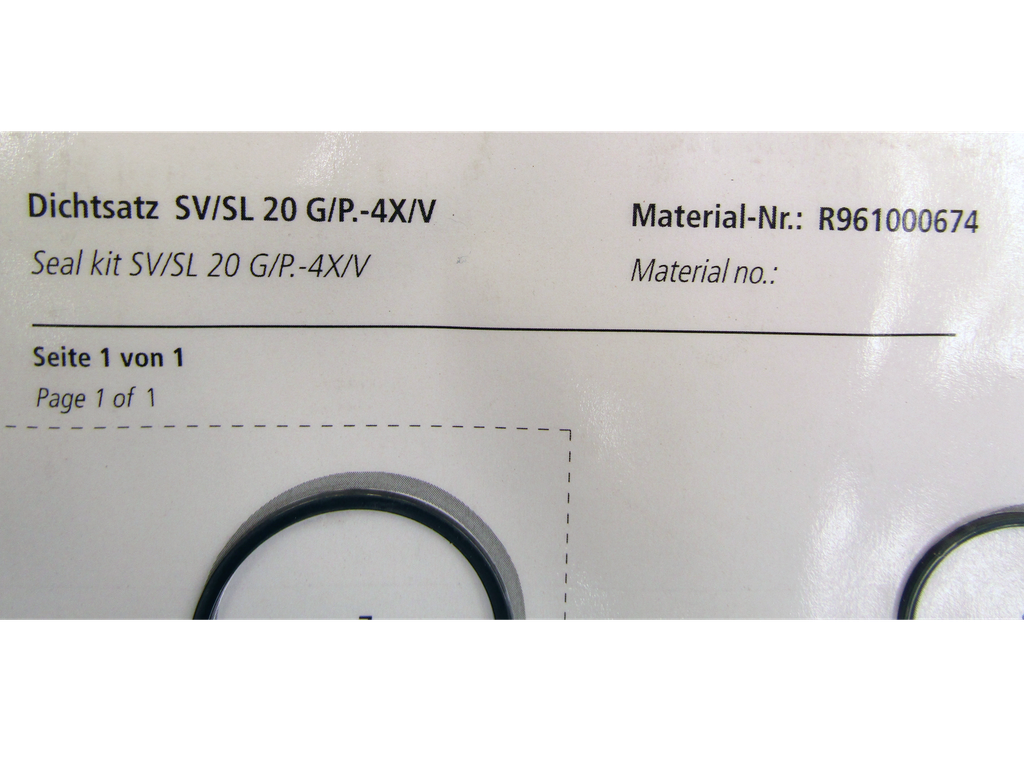 Dichtsatz SV/SL 20 G/P.-4X/V
Seal kit SV/SL 20 G/P.-4X/V
Material-Nr.: R961000674
Material no.:
Seite 1 von 1
Page 1 of 1